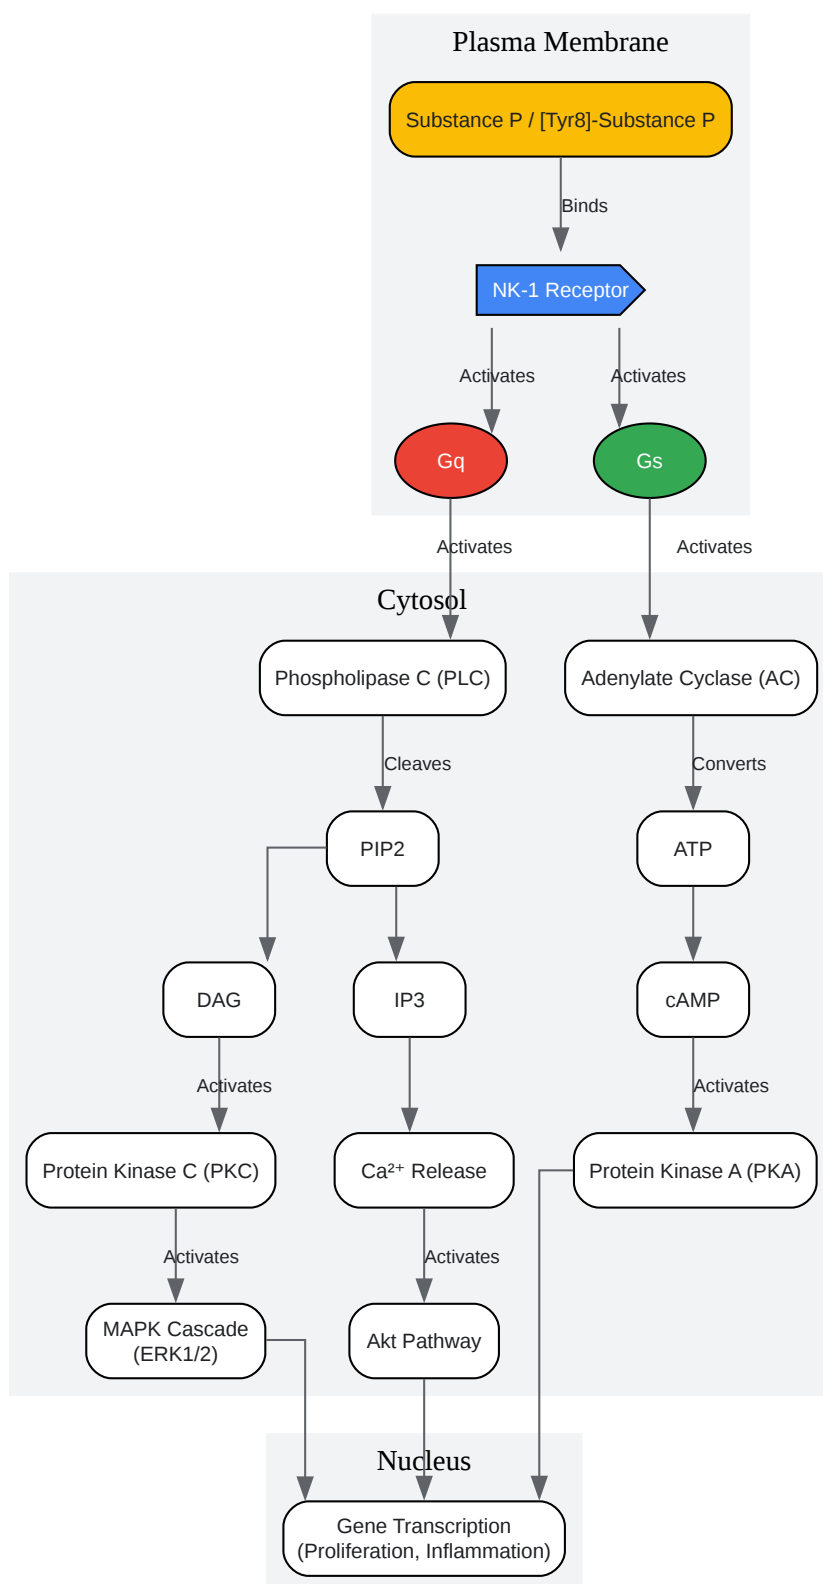 Plasma Membrane
Substance P / [Tyr8]-Substance P
Binds
NK-1 Receptor
Activates
Activates
Gq
Gs
Activates
Activates
Cytosol
Phospholipase C (PLC)
Adenylate Cyclase (AC)
Cleaves
Converts
PIP2
ATP
DAG
IP3
cAMP
Activates
Activates
Protein Kinase C (PKC)
Ca²⁺ Release
Protein Kinase A (PKA)
Activates
Activates
MAPK Cascade
(ERK1/2)
Akt Pathway
Nucleus
Gene Transcription
(Proliferation, Inflammation)